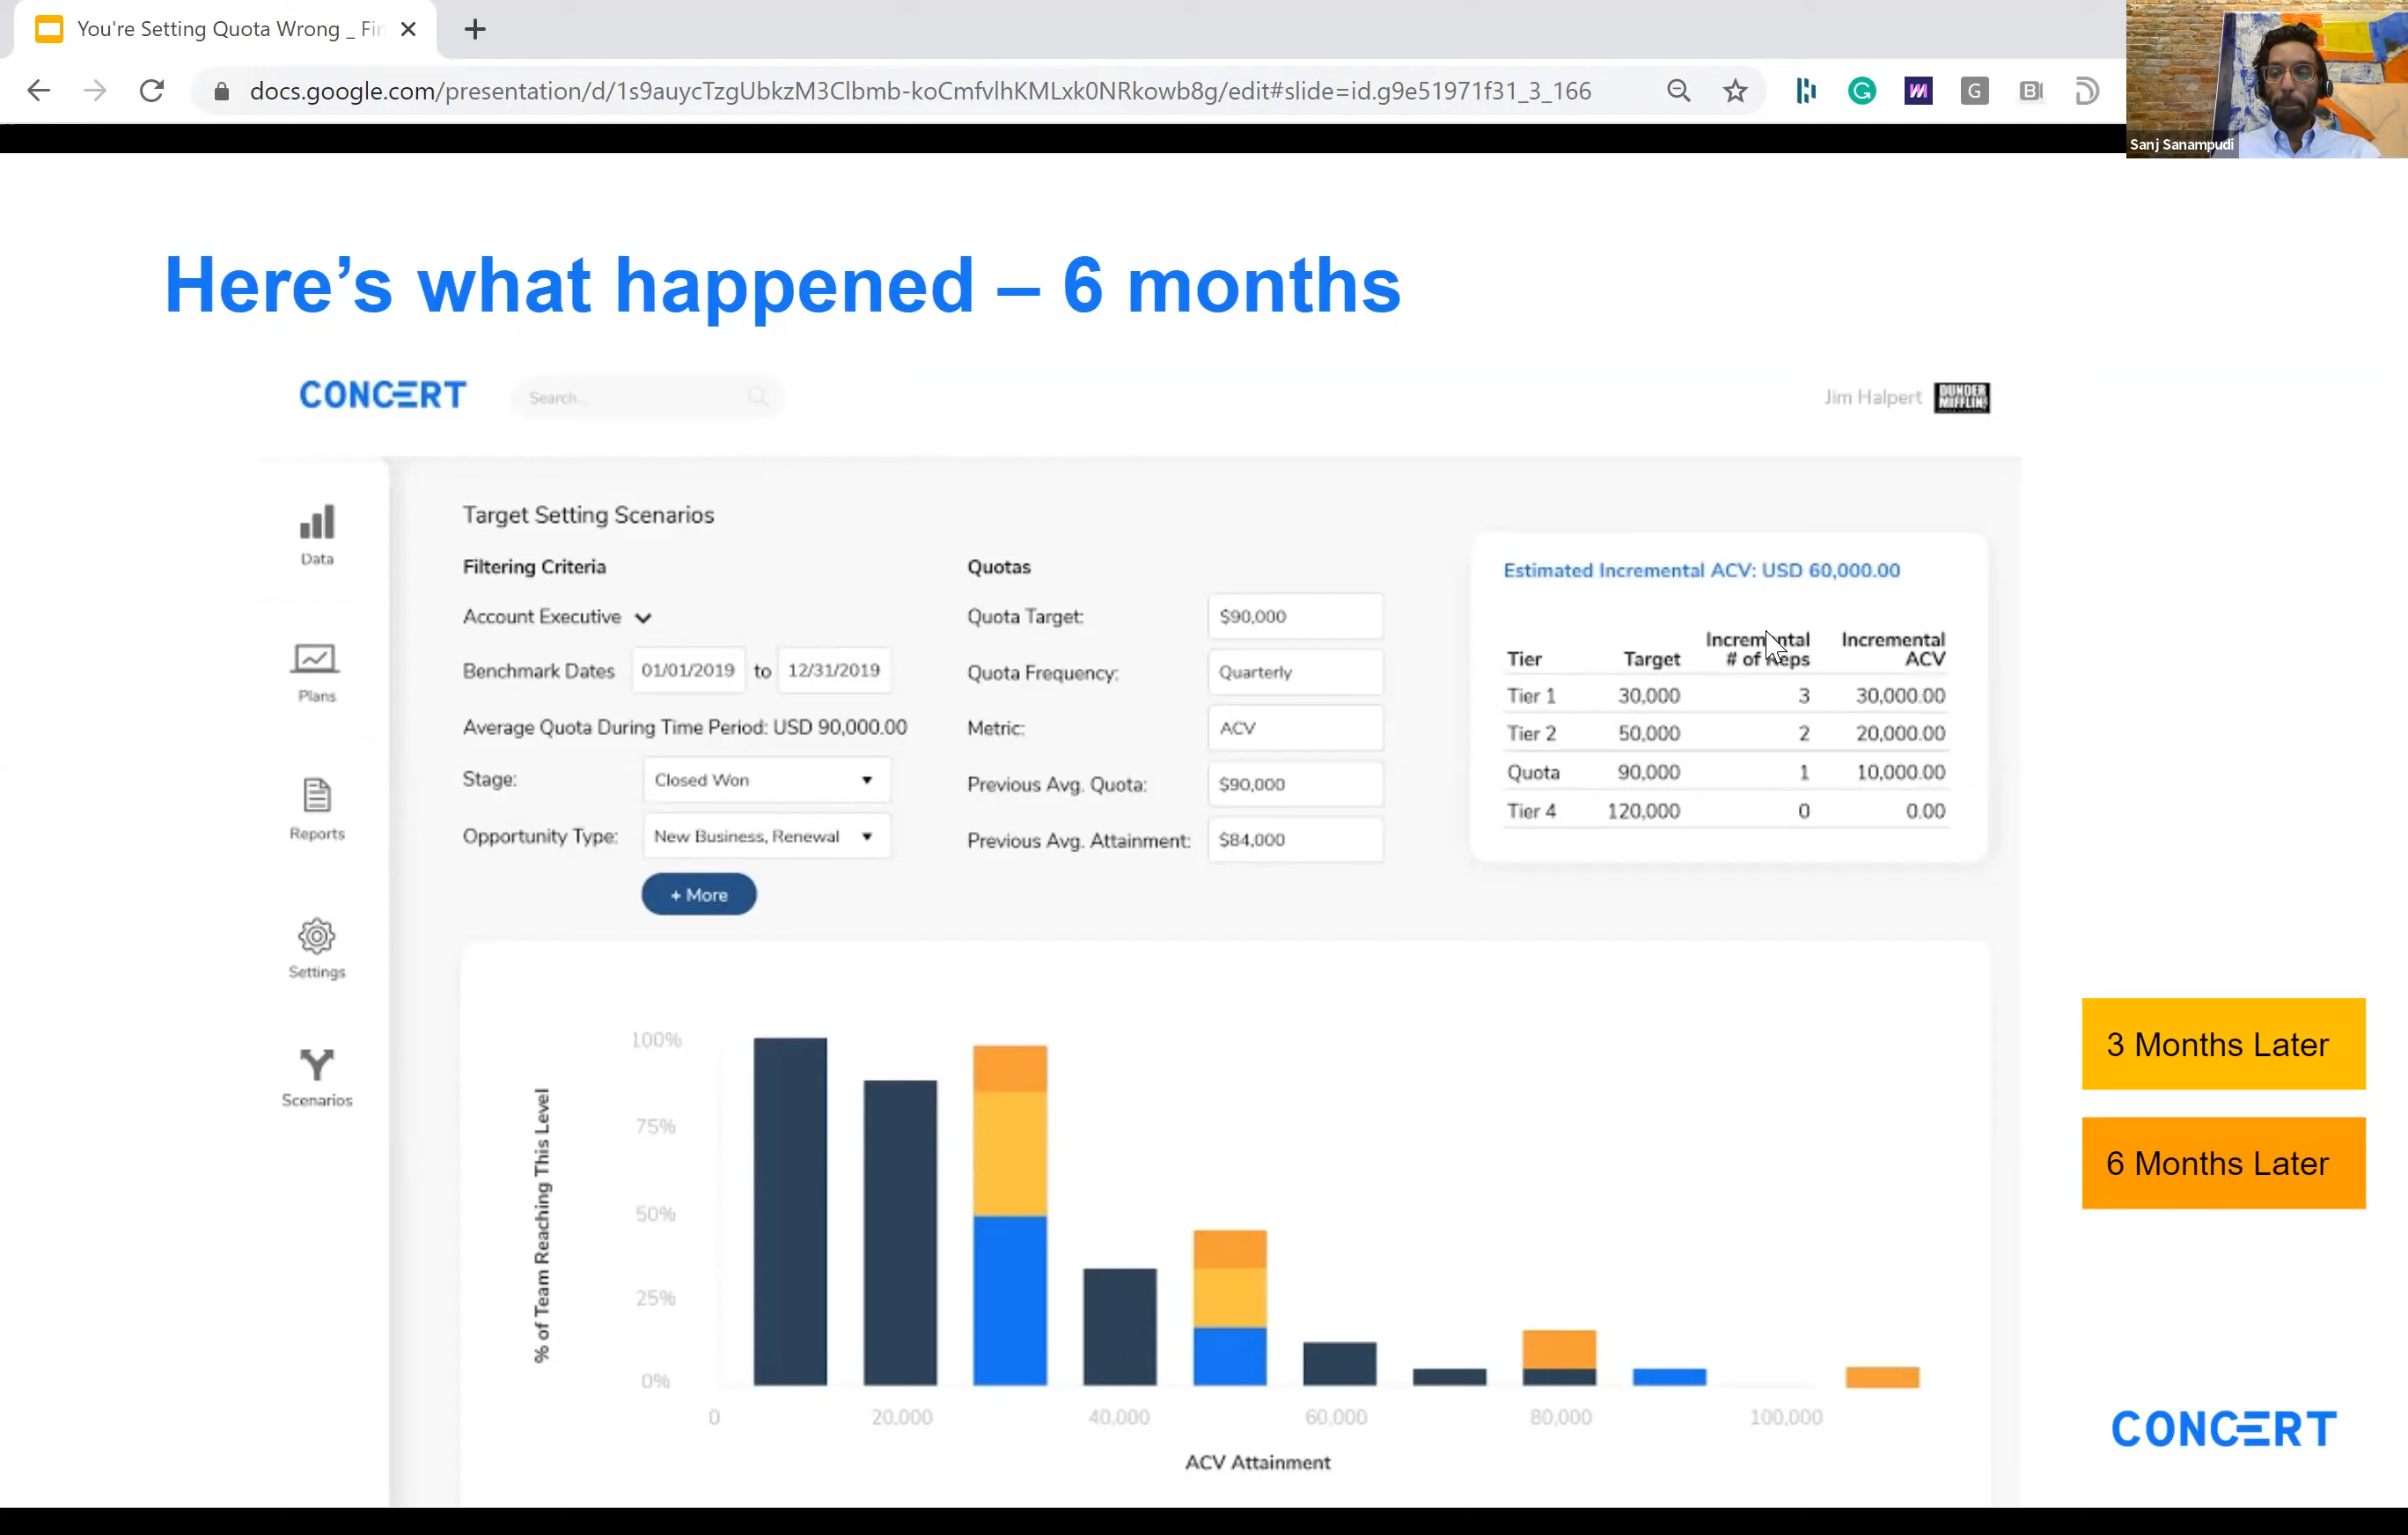 You're Setting Quota Wrong _ Fin
docs.google.com/presentation/d/1s9auycTzgUbkzM3Clbmb-koCmfvlhKMLxk0NRkowb8g/edit#slide=id.g9e51971f31_3_166
Sanj Sanampudi
Here's what happened – 6 months
CONCERT
Search...
Jim Halpert
DUNDER
MIFFLIN
Data
Plans
Reports
Settings
Scenarios
Target Setting Scenarios
Filtering Criteria
Account Executive
Benchmark Dates 01/01/2019 to 12/31/2019
Average Quota During Time Period: USD 90,000.00
Stage: Closed Won
Opportunity Type: New Business, Renewal
+ More
Quotas
Quota Target: $90,000
Quota Frequency: Quarterly
Metric: ACV
Previous Avg. Quota: $90,000
Previous Avg. Attainment: $84,000
Estimated Incremental ACV: USD 60,000.00
Tier Target Incremental # of Reps Incremental ACV
Tier 1 30,000 3 30,000.00
Tier 2 50,000 2 20,000.00
Quota 90,000 1 10,000.00
Tier 4 120,000 0 0.00
% of Team Reaching This Level
100%
75%
50%
25%
0%
0 20,000 40,000 60,000 80,000 100,000
ACV Attainment
3 Months Later
6 Months Later
CONCERT